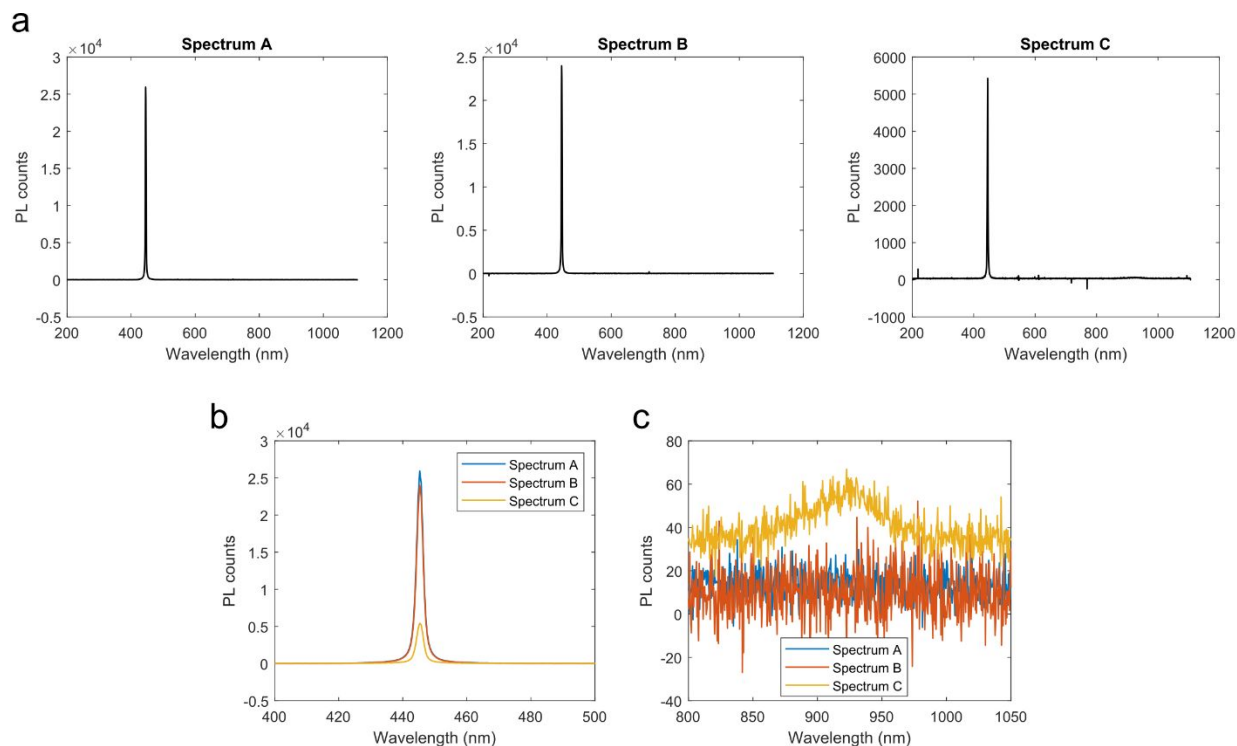 a
Spectrum A
×10⁴
3
2.5
2
1.5
1
0.5
0
-0.5
PL counts
200 400 600 800 1000 1200
Wavelength (nm)
Spectrum B
×10⁴
2.5
2
1.5
1
0.5
0
-0.5
PL counts
200 400 600 800 1000 1200
Wavelength (nm)
Spectrum C
6000
5000
4000
3000
2000
1000
0
-1000
PL counts
200 400 600 800 1000 1200
Wavelength (nm)
b
×10⁴
3
2.5
2
1.5
1
0.5
0
-0.5
PL counts
Spectrum A
Spectrum B
Spectrum C
400 420 440 460 480 500
Wavelength (nm)
c
80
60
40
20
0
-20
-40
PL counts
Spectrum A
Spectrum B
Spectrum C
800 850 900 950 1000 1050
Wavelength (nm)